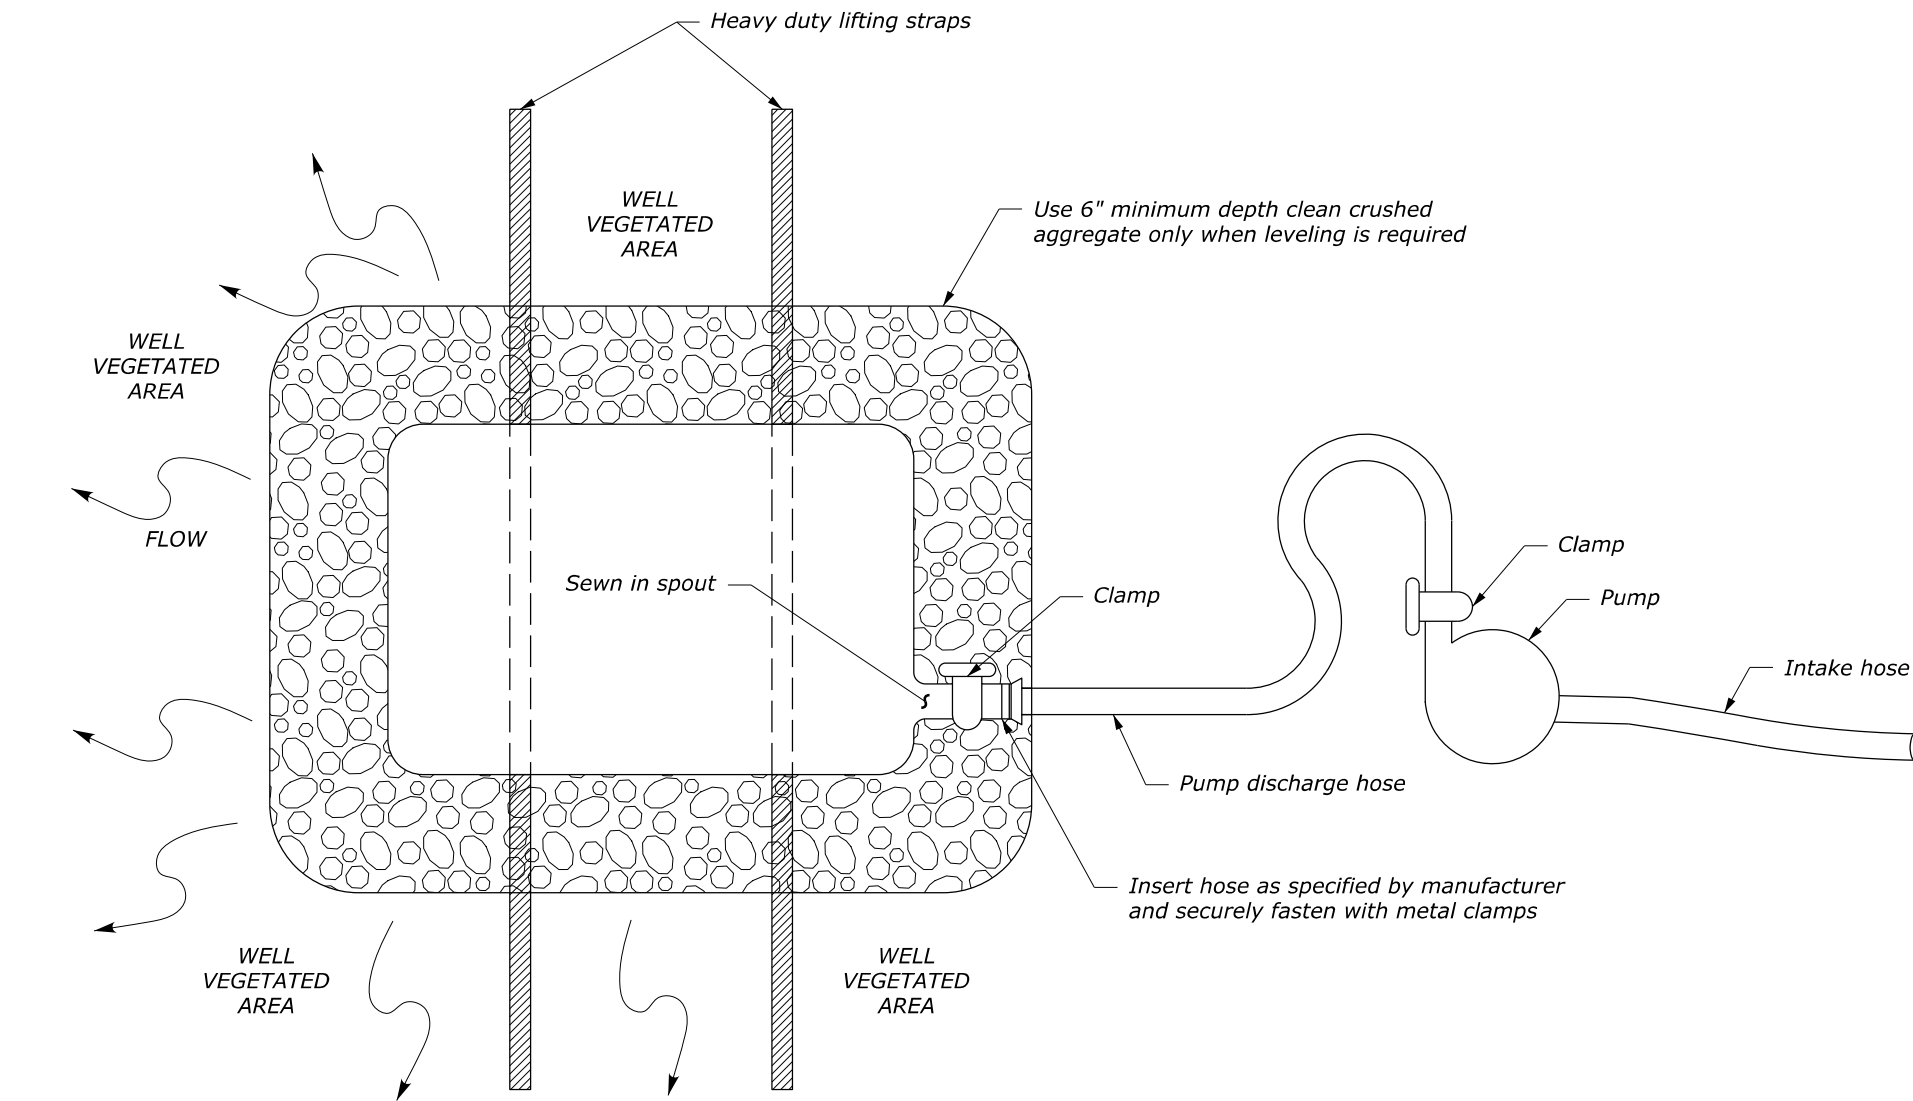 Heavy duty lifting straps
WELL
VEGETATED
AREA
Use 6" minimum depth clean crushed
aggregate only when leveling is required
WELL
VEGETATED
AREA
FLOW
Sewn in spout
Clamp
Clamp
Pump
Intake hose
Pump discharge hose
Insert hose as specified by manufacturer
and securely fasten with metal clamps
WELL
VEGETATED
AREA
WELL
VEGETATED
AREA